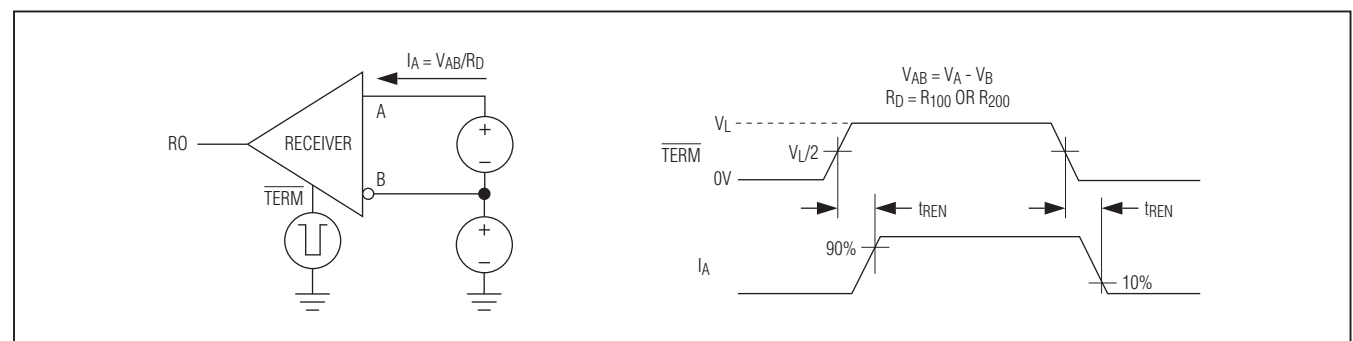 I_A = V_AB/R_D
A
RO
RECEIVER
+
−
B
TERM
+
−
V_AB = V_A - V_B
R_D = R_100 OR R_200
V_L
TERM
V_L/2
0V
t_REN
t_REN
90%
I_A
10%